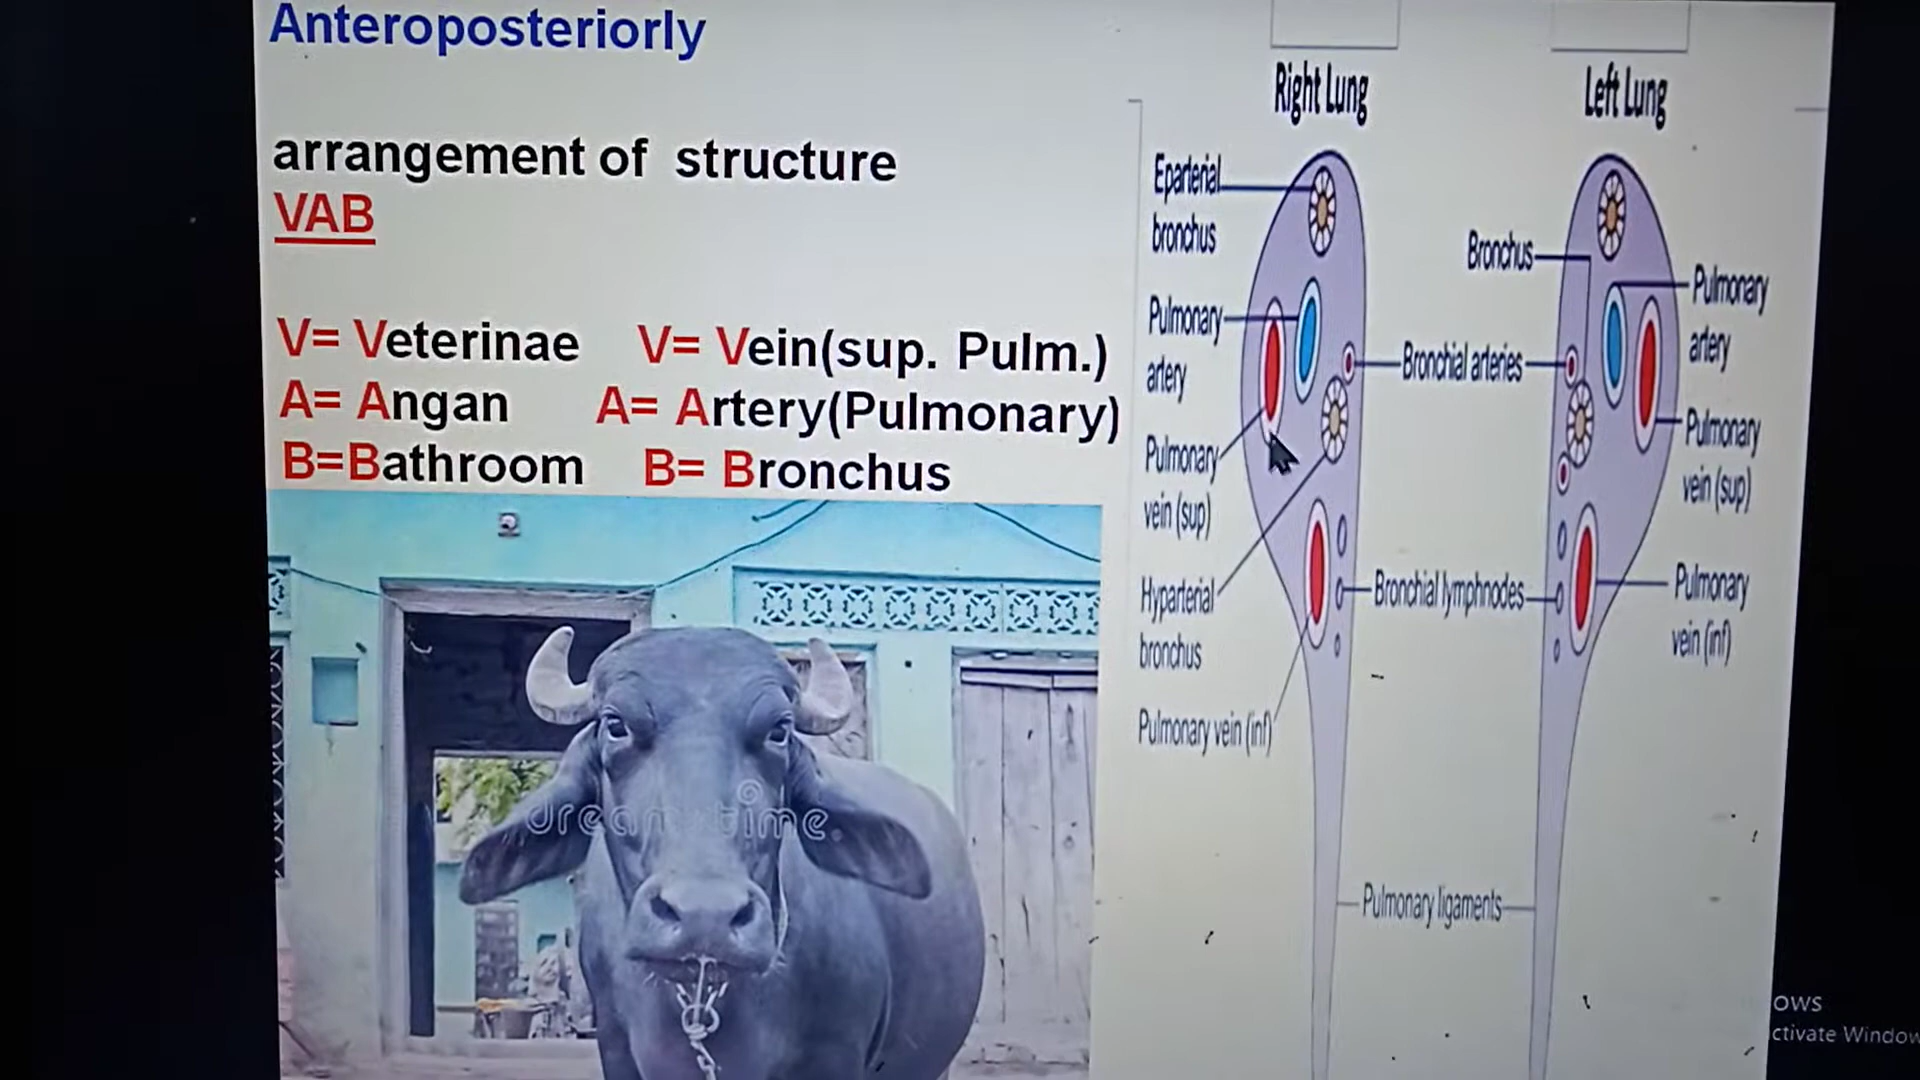 Anteroposteriorly
arrangement of structure
VAB
V= Veterinae V= Vein(sup. Pulm.)
A= Angan A= Artery(Pulmonary)
B=Bathroom B= Bronchus
dreamstime.
Right Lung
Eparterial
bronchus
Pulmonary
artery
Pulmonary
vein (sup)
Hyparterial
bronchus
Pulmonary vein (inf)
Bronchial arteries
Bronchial lymphnodes
Pulmonary ligaments
Left Lung
Bronchus
Pulmonary
artery
Pulmonary
vein (sup)
Pulmonary
vein (inf)
ows
ctivate Window